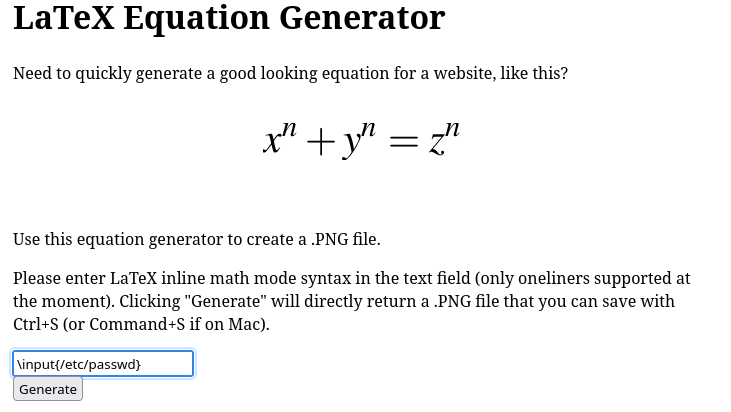 LaTeX Equation Generator
Need to quickly generate a good looking equation for a website, like this?
xⁿ + yⁿ = zⁿ
Use this equation generator to create a .PNG file.
Please enter LaTeX inline math mode syntax in the text field (only oneliners supported at
the moment). Clicking "Generate" will directly return a .PNG file that you can save with
Ctrl+S (or Command+S if on Mac).
\input{/etc/passwd}
Generate